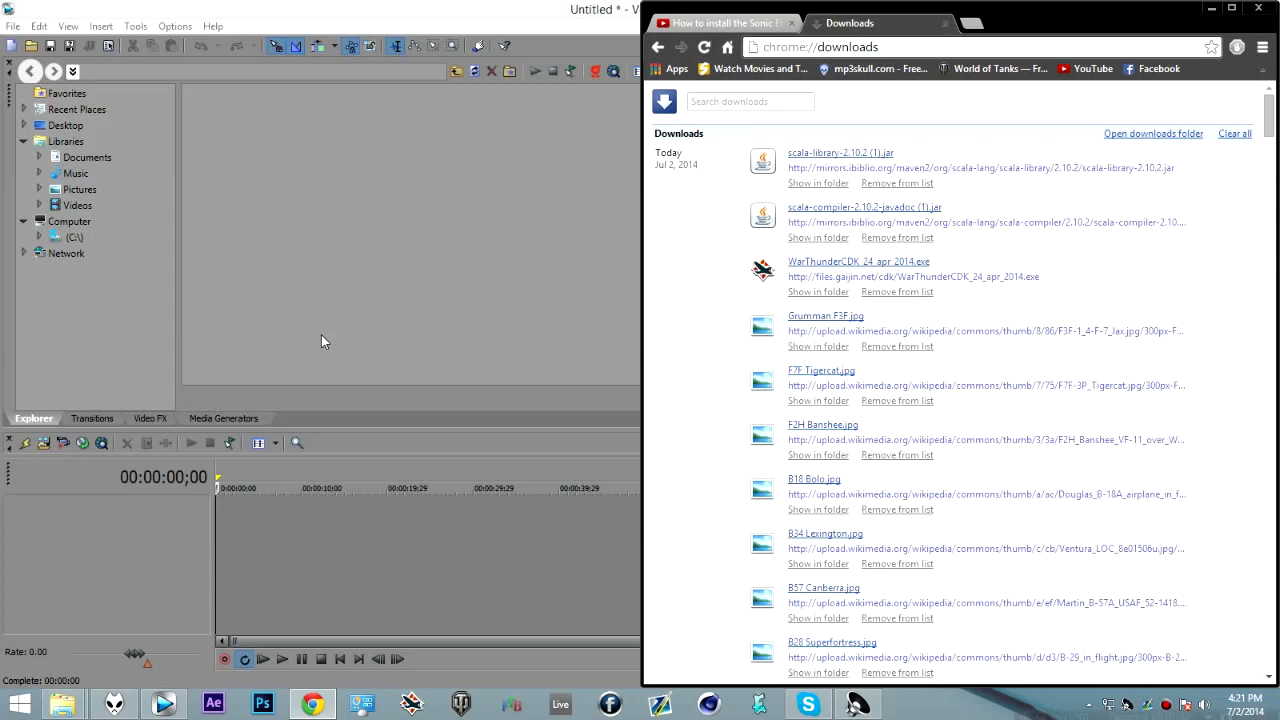 Untitled * - V
File Edit View Insert Tools Options Help
Favorites
Recent Places
Desktop
Libraries
Documents
Music
Pictures
Videos
Computer
(C:\)
Network
Explorer Transitions Video FX Media Generators
00:00:00;00
00:00:00:00 00:00:10:00 00:00:19:29 00:00:29:29 00:00:39:29
Rate: 0.00
Complete: 00:00:00
How to install the Sonic Downloads
chrome://downloads
Apps Watch Movies and T... mp3skull.com - Free... World of Tanks — Fr... YouTube Facebook
Search downloads
Downloads Open downloads folder Clear all
Today
Jul 2, 2014
scala-library-2.10.2 (1).jar
http://mirrors.ibiblio.org/maven2/org/scala-lang/scala-library/2.10.2/scala-library-2.10.2.jar
Show in folder Remove from list
scala-compiler-2.10.2-javadoc (1).jar
http://mirrors.ibiblio.org/maven2/org/scala-lang/scala-compiler/2.10.2/scala-compiler-2.10....
Show in folder Remove from list
WarThunderCDK_24_apr_2014.exe
http://files.gaijin.net/cdk/WarThunderCDK_24_apr_2014.exe
Show in folder Remove from list
Grumman F3F.jpg
http://upload.wikimedia.org/wikipedia/commons/thumb/8/86/F3F-1_4-F-7_Jax.jpg/300px-F...
Show in folder Remove from list
F7F Tigercat.jpg
http://upload.wikimedia.org/wikipedia/commons/thumb/7/75/F7F-3P_Tigercat.jpg/300px-F...
Show in folder Remove from list
F2H Banshee.jpg
http://upload.wikimedia.org/wikipedia/commons/thumb/3/3a/F2H_Banshee_VF-11_over_W...
Show in folder Remove from list
B18 Bolo.jpg
http://upload.wikimedia.org/wikipedia/commons/thumb/a/ac/Douglas_B-18A_airplane_in_f...
Show in folder Remove from list
B34 Lexington.jpg
http://upload.wikimedia.org/wikipedia/commons/thumb/c/cb/Ventura_LOC_8e01506u.jpg/...
Show in folder Remove from list
B57 Canberra.jpg
http://upload.wikimedia.org/wikipedia/commons/thumb/e/ef/Martin_B-57A_USAF_52-1418....
Show in folder Remove from list
B28 Superfortress.jpg
http://upload.wikimedia.org/wikipedia/commons/thumb/d/d3/B-29_in_flight.jpg/300px-B-2...
Show in folder Remove from list
Ae Ps Live
4:21 PM
7/2/2014